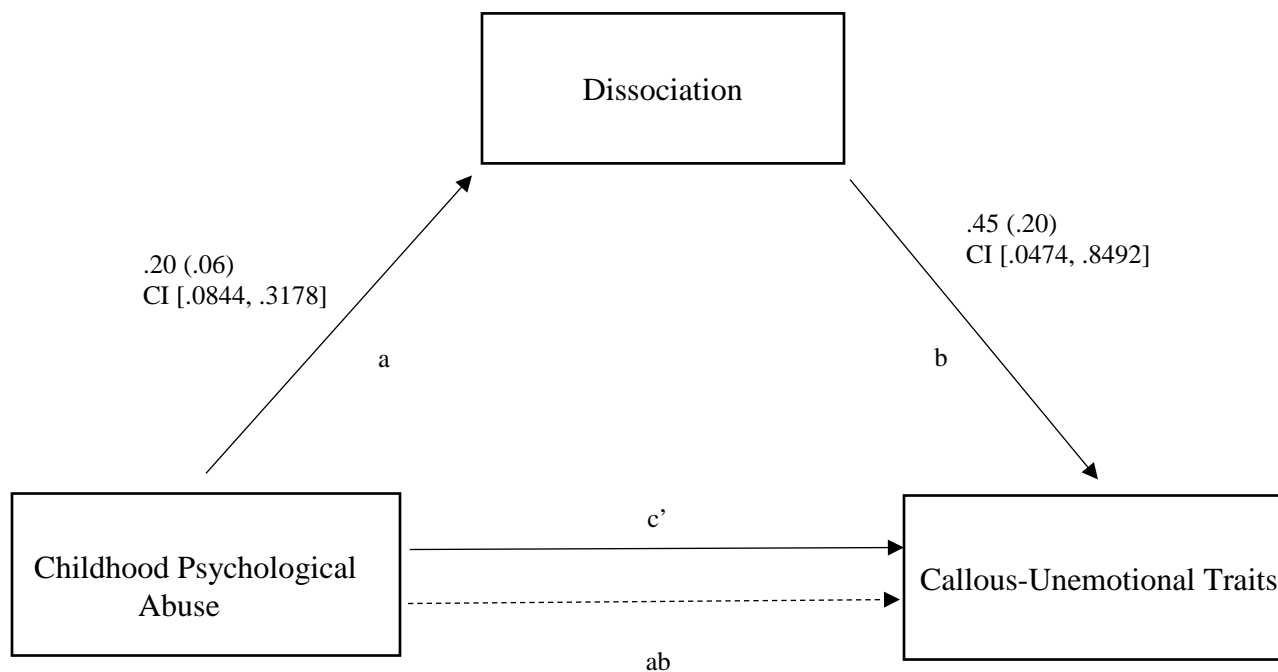 Dissociation
.20 (.06)
CI [.0844, .3178]
.45 (.20)
CI [.0474, .8492]
a
b
c’
Childhood Psychological
Abuse
Callous-Unemotional Traits
ab